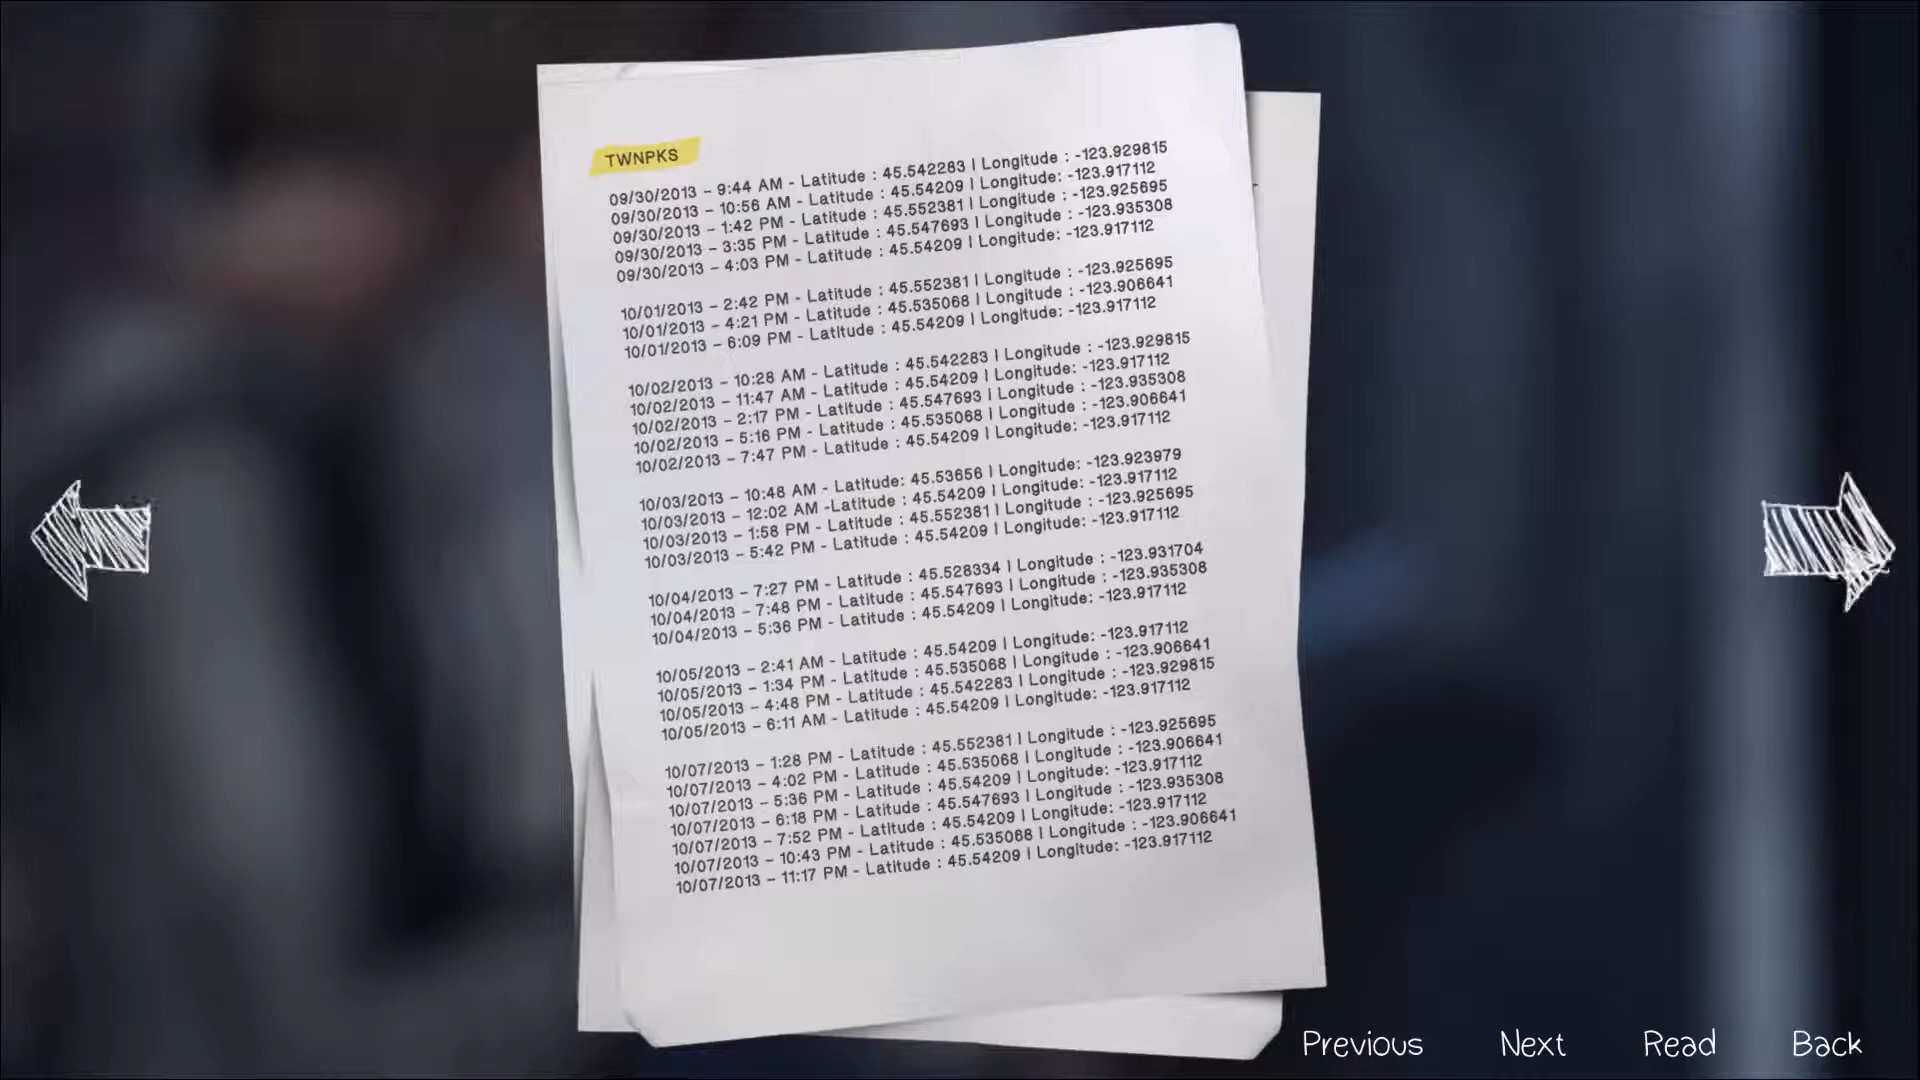 TWNPKS
09/30/2013 - 9:44 AM - Latitude : 45.542283 | Longitude : -123.929815
09/30/2013 - 10:56 AM - Latitude : 45.54209 | Longitude: -123.917112
09/30/2013 - 1:42 PM - Latitude : 45.552381 | Longitude : -123.925695
09/30/2013 - 3:35 PM - Latitude : 45.547693 | Longitude : -123.935308
09/30/2013 - 4:03 PM - Latitude : 45.54209 | Longitude: -123.917112
10/01/2013 - 2:42 PM - Latitude : 45.552381 | Longitude : -123.925695
10/01/2013 - 4:21 PM - Latitude : 45.535068 | Longitude : -123.906641
10/01/2013 - 6:09 PM - Latitude : 45.54209 | Longitude: -123.917112
10/02/2013 - 10:28 AM - Latitude : 45.542283 | Longitude : -123.929815
10/02/2013 - 11:47 AM - Latitude : 45.54209 | Longitude: -123.917112
10/02/2013 - 2:17 PM - Latitude : 45.547693 | Longitude : -123.935308
10/02/2013 - 5:16 PM - Latitude : 45.535068 | Longitude : -123.906641
10/02/2013 - 7:47 PM - Latitude : 45.54209 | Longitude: -123.917112
10/03/2013 - 10:48 AM - Latitude: 45.53656 | Longitude: -123.923979
10/03/2013 - 12:02 AM -Latitude : 45.54209 | Longitude: -123.917112
10/03/2013 - 1:58 PM - Latitude : 45.552381 | Longitude : -123.925695
10/03/2013 - 5:42 PM - Latitude : 45.54209 | Longitude: -123.917112
10/04/2013 - 7:27 PM - Latitude : 45.528334 | Longitude : -123.931704
10/04/2013 - 7:48 PM - Latitude : 45.547693 | Longitude : -123.935308
10/04/2013 - 5:36 PM - Latitude : 45.54209 | Longitude: -123.917112
10/05/2013 - 2:41 AM - Latitude : 45.54209 | Longitude: -123.917112
10/05/2013 - 1:34 PM - Latitude : 45.535068 | Longitude : -123.906641
10/05/2013 - 4:48 PM - Latitude : 45.542283 | Longitude : -123.929815
10/05/2013 - 6:11 AM - Latitude : 45.54209 | Longitude: -123.917112
10/07/2013 - 1:28 PM - Latitude : 45.552381 | Longitude : -123.925695
10/07/2013 - 4:02 PM - Latitude : 45.535068 | Longitude : -123.906641
10/07/2013 - 5:36 PM - Latitude : 45.54209 | Longitude: -123.917112
10/07/2013 - 6:18 PM - Latitude : 45.547693 | Longitude : -123.935308
10/07/2013 - 7:52 PM - Latitude : 45.54209 | Longitude: -123.917112
10/07/2013 - 10:43 PM - Latitude : 45.535068 | Longitude : -123.906641
10/07/2013 - 11:17 PM - Latitude : 45.54209 | Longitude: -123.917112
Previous Next Read Back